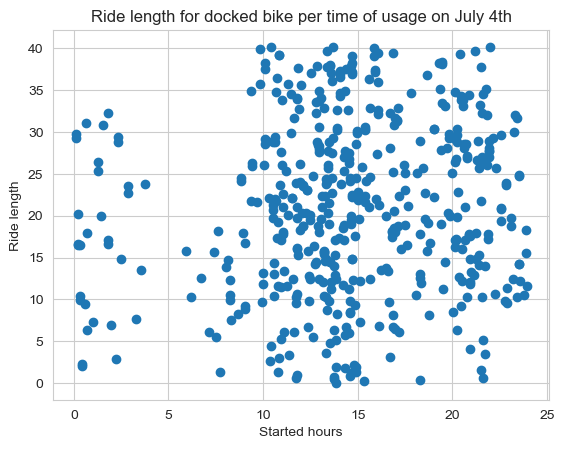 Ride length for docked bike per time of usage on July 4th
40
35
30
25
20
15
10
5
0
Ride length
0 5 10 15 20 25
Started hours